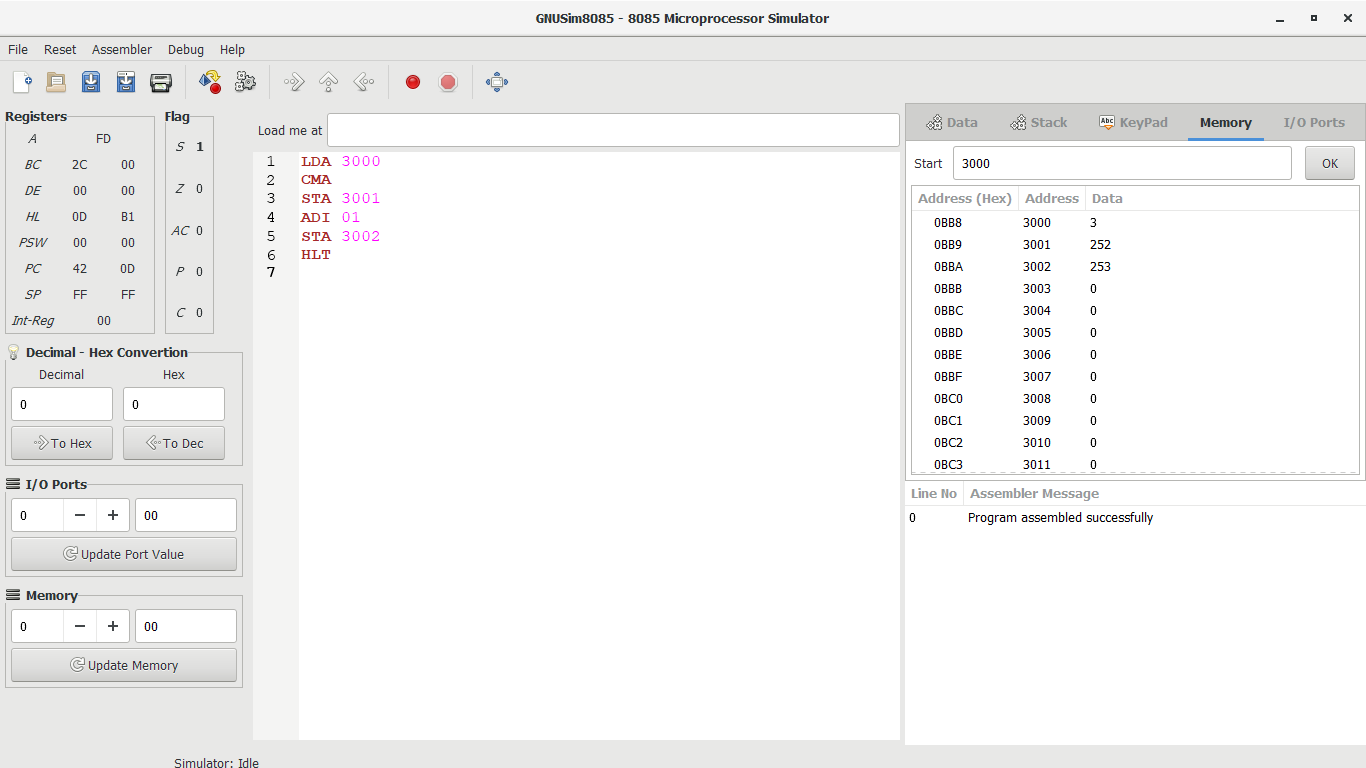 GNUSim8085 - 8085 Microprocessor Simulator
File Reset Assembler Debug Help
Registers
A FD
BC 2C 00
DE 00 00
HL 0D B1
PSW 00 00
PC 42 0D
SP FF FF
Int-Reg 00
Flag
S 1
Z 0
AC 0
P 0
C 0
Decimal - Hex Convertion
Decimal Hex
0 0
To Hex To Dec
I/O Ports
0 − + 00
Update Port Value
Memory
0 − + 00
Update Memory
Load me at
1 LDA 3000
2 CMA
3 STA 3001
4 ADI 01
5 STA 3002
6 HLT
7
Data Stack Abc KeyPad Memory I/O Ports
Start 3000 OK
Address (Hex) Address Data
0BB8 3000 3
0BB9 3001 252
0BBA 3002 253
0BBB 3003 0
0BBC 3004 0
0BBD 3005 0
0BBE 3006 0
0BBF 3007 0
0BC0 3008 0
0BC1 3009 0
0BC2 3010 0
0BC3 3011 0
Line No Assembler Message
0 Program assembled successfully
Simulator: Idle